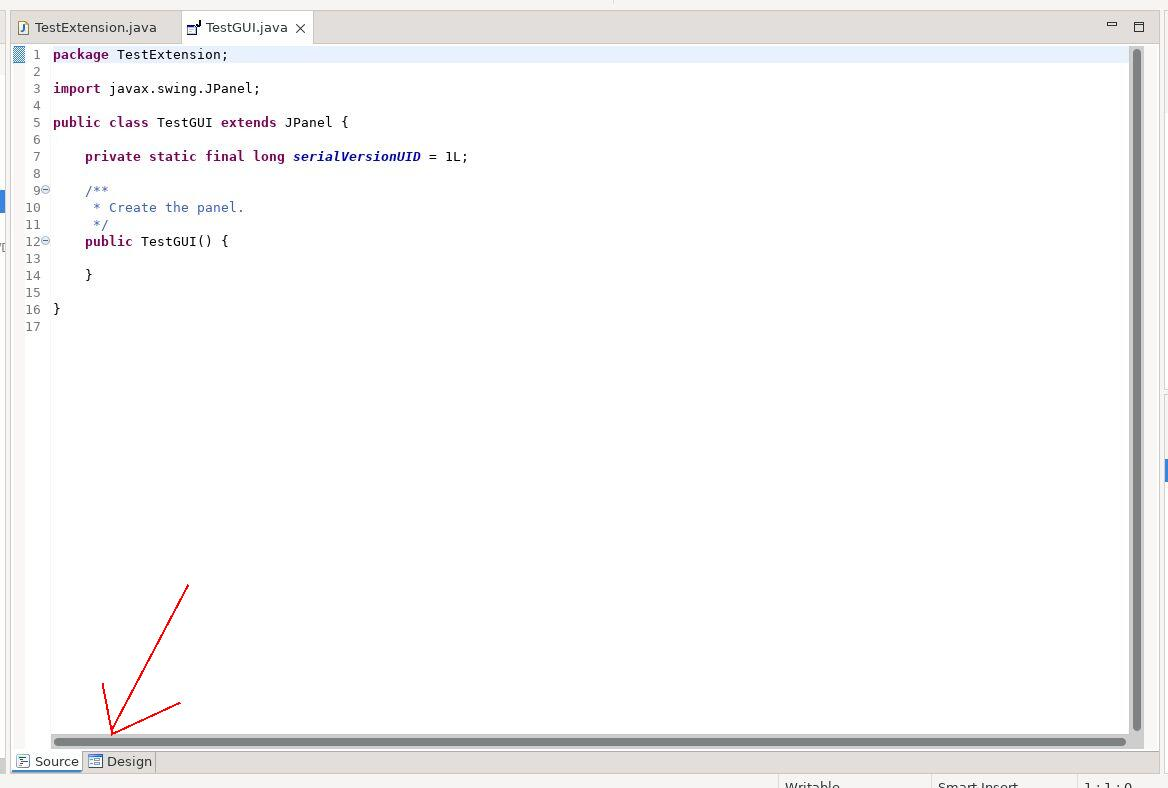 TestExtension.java
TestGUI.java
1 package TestExtension;
2
3 import javax.swing.JPanel;
4
5 public class TestGUI extends JPanel {
6
7     private static final long serialVersionUID = 1L;
8
9     /**
10      * Create the panel.
11      */
12     public TestGUI() {
13
14     }
15
16 }
17
Source
Design
Writable
Smart Insert
1 : 1 : 0